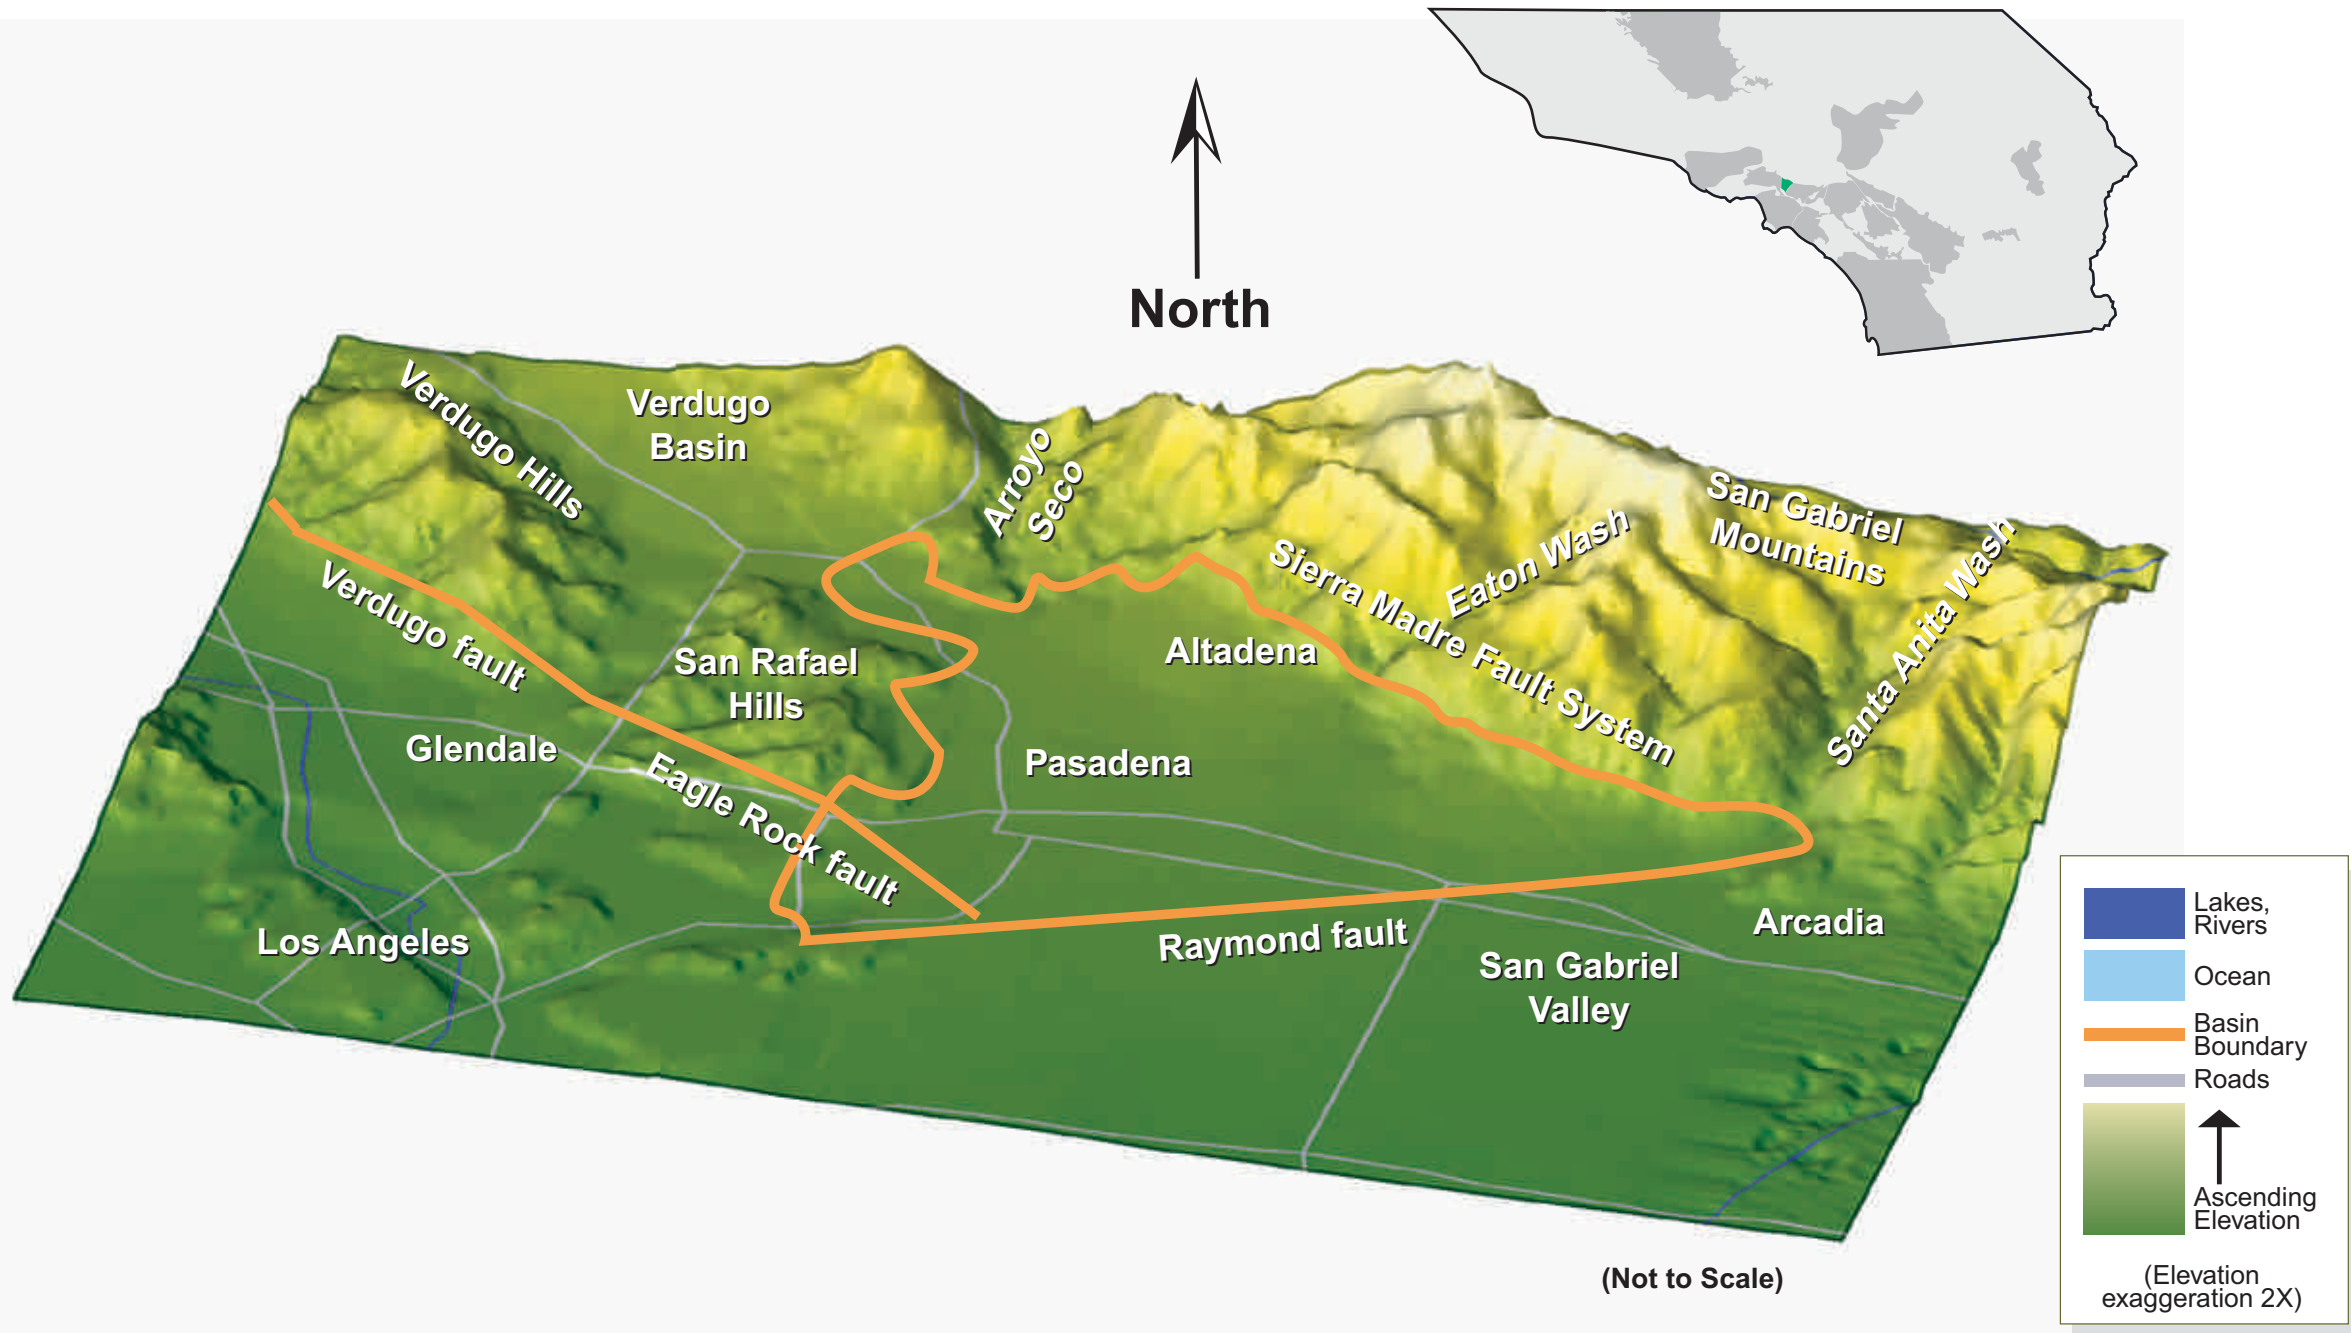 North
Verdugo Hills
Verdugo
Basin
Arroyo
Seco
San Gabriel
Mountains
Eaton Wash
Santa Anita Wash
Sierra Madre Fault System
Verdugo fault
San Rafael
Hills
Altadena
Glendale
Pasadena
Eagle Rock fault
Los Angeles
Raymond fault
Arcadia
San Gabriel
Valley
Lakes,
Rivers
Ocean
Basin
Boundary
Roads
Ascending
Elevation
(Elevation
exaggeration 2X)
(Not to Scale)